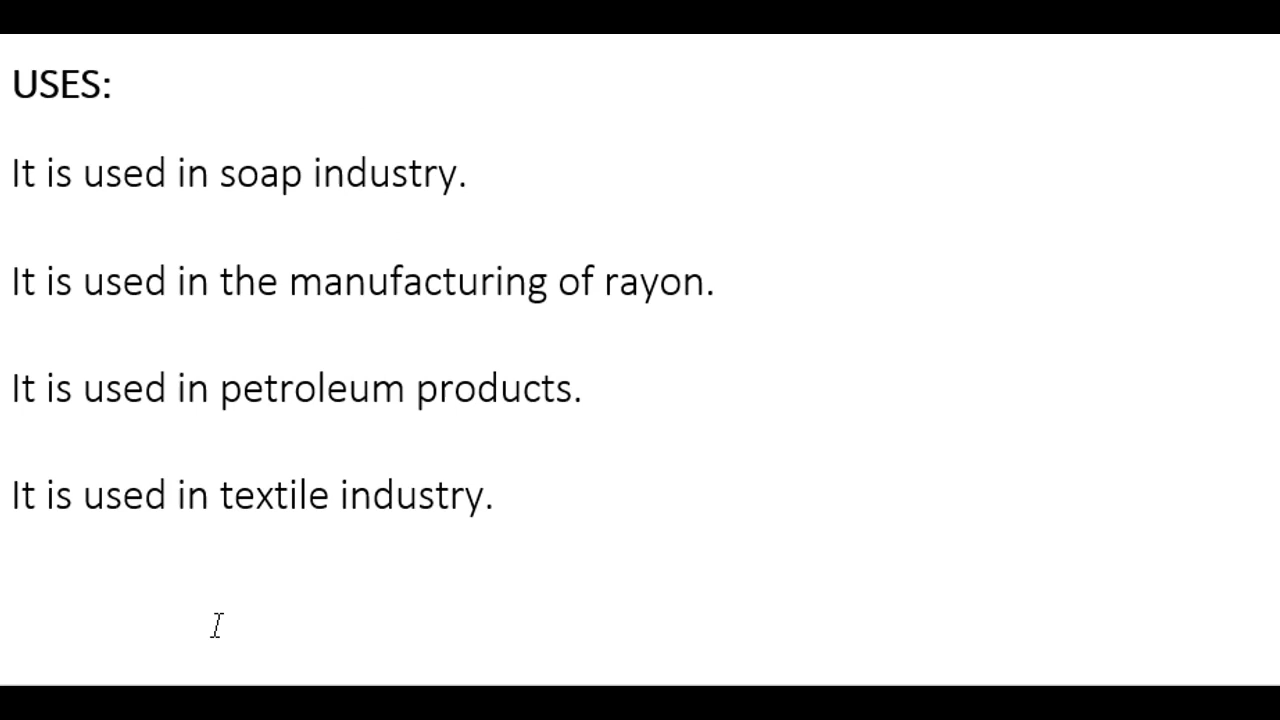 USES:
It is used in soap industry.
It is used in the manufacturing of rayon.
It is used in petroleum products.
It is used in textile industry.